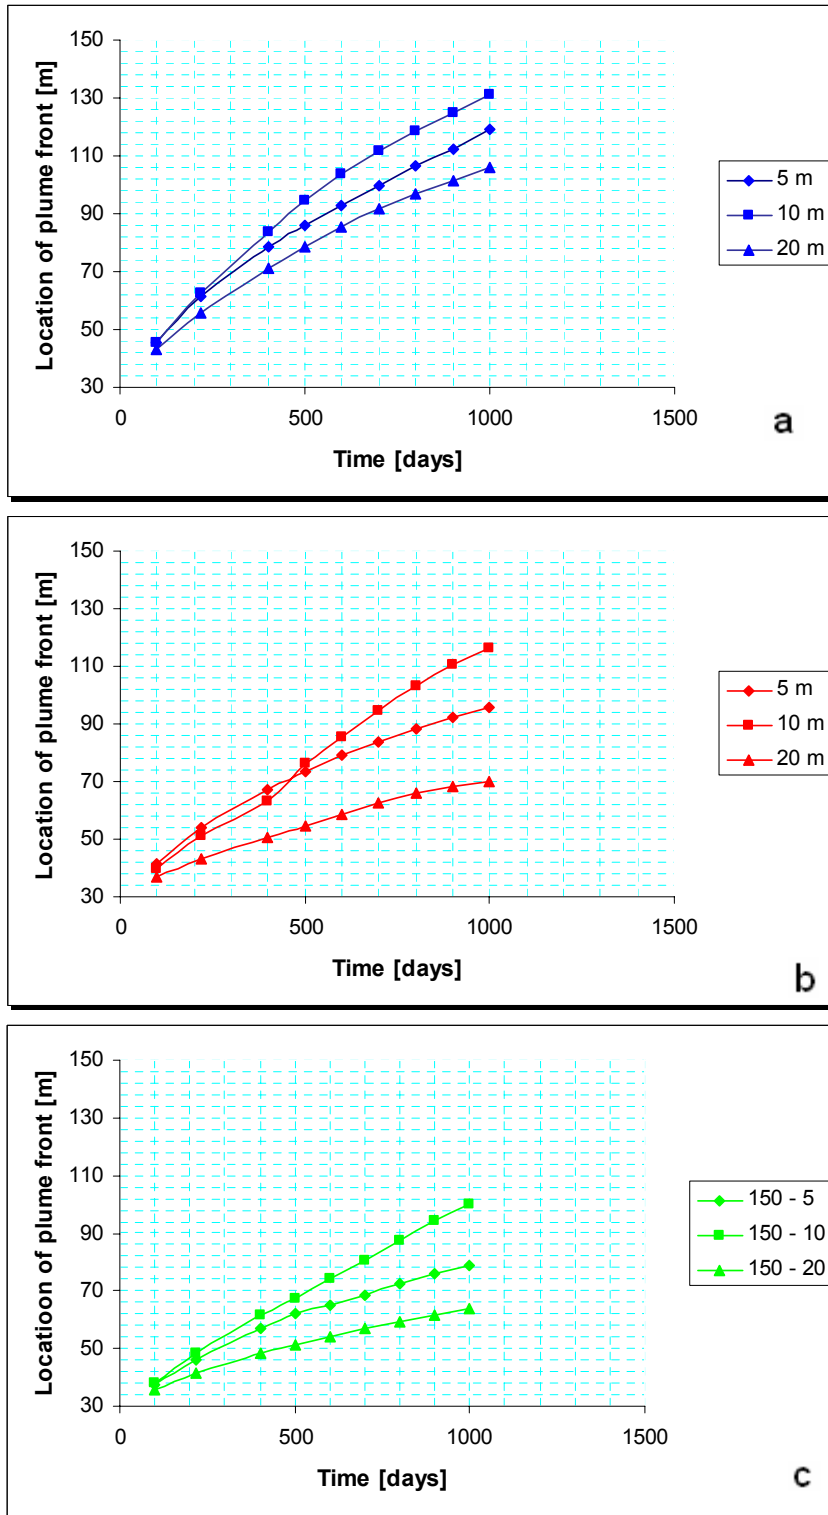 150
130
110
90
70
50
30
Location of plume front [m]
0 500 1000 1500
Time [days]
5 m
10 m
20 m
a
150
130
110
90
70
50
30
Location of plume front [m]
0 500 1000 1500
Time [days]
5 m
10 m
20 m
b
150
130
110
90
70
50
30
Locatioon of plume front [m]
0 500 1000 1500
Time [days]
150 - 5
150 - 10
150 - 20
c